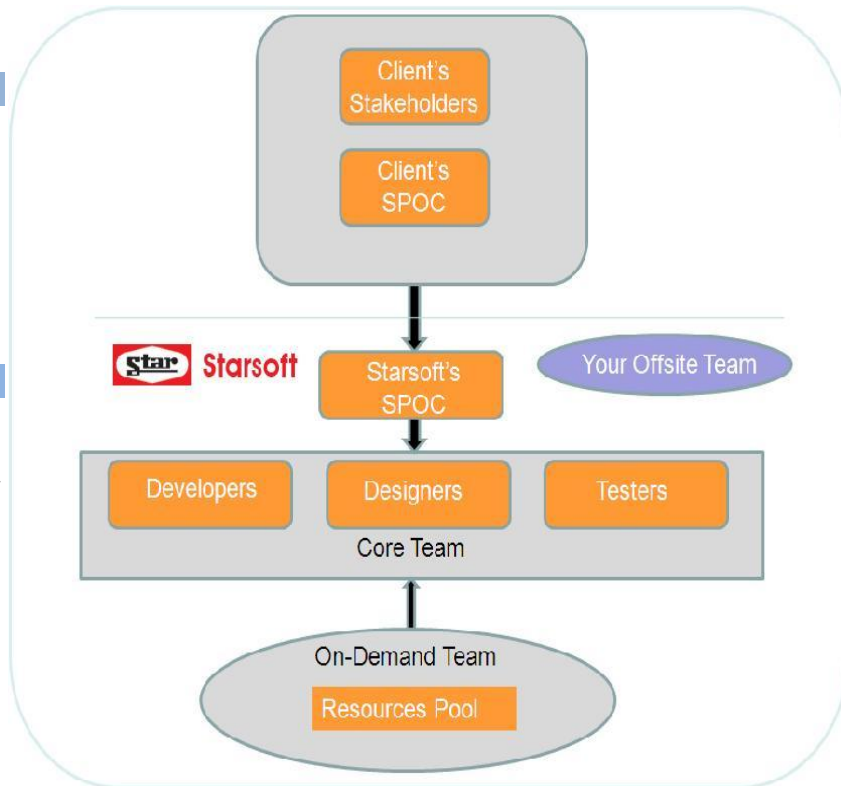 Client's
Stakeholders
Client's
SPOC
Star Starsoft
Starsoft's
SPOC
Your Offsite Team
Developers
Designers
Testers
Core Team
On-Demand Team
Resources Pool